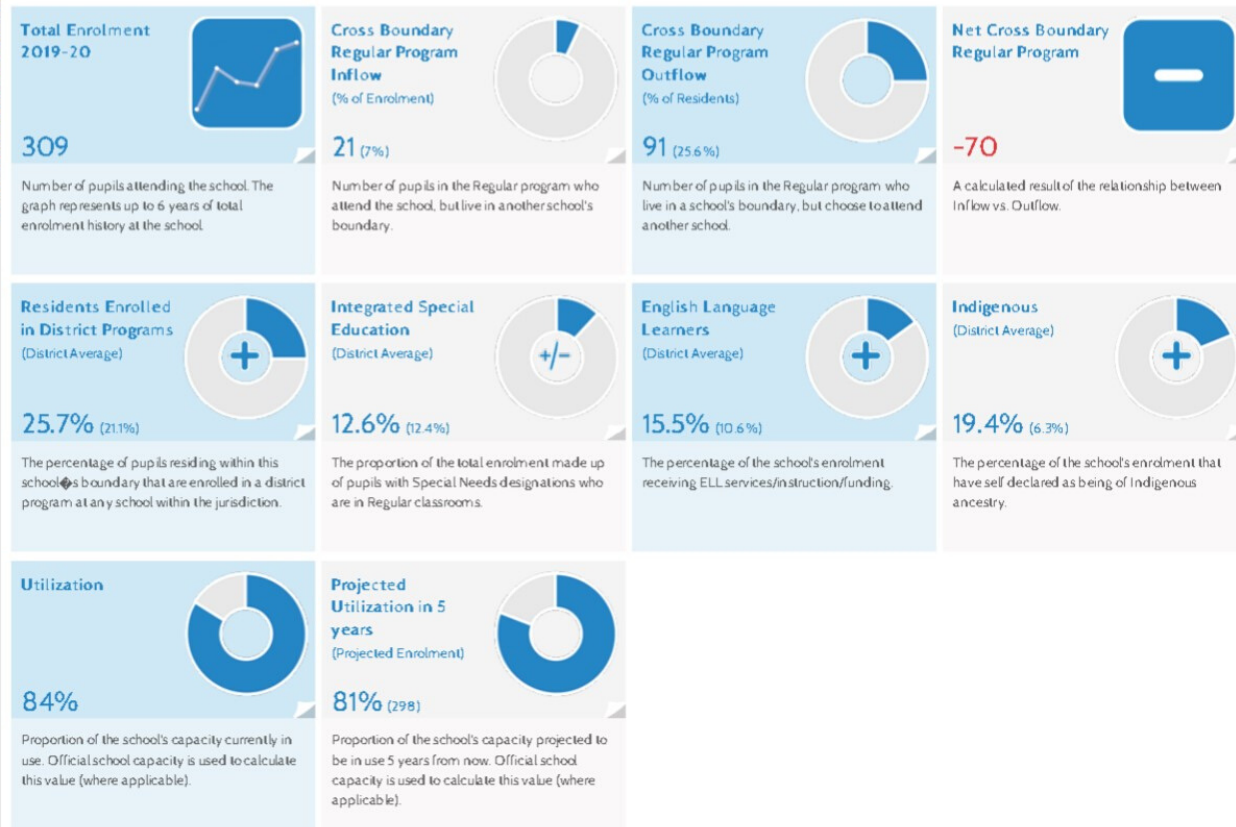 Total Enrolment
2019-20
309
Number of pupils attending the school. The
graph represents up to 6 years of total
enrolment history at the school.
Cross Boundary
Regular Program
Inflow
(% of Enrolment)
21 (7%)
Number of pupils in the Regular program who
attend the school, but live in another school's
boundary.
Cross Boundary
Regular Program
Outflow
(% of Residents)
91 (25.6%)
Number of pupils in the Regular program who
live in a school's boundary, but choose to attend
another school.
Net Cross Boundary
Regular Program
-70
A calculated result of the relationship between
Inflow vs. Outflow.
Residents Enrolled
in District Programs
(District Average)
+
25.7% (21.1%)
The percentage of pupils residing within this
school�s boundary that are enrolled in a district
program at any school within the jurisdiction.
Integrated Special
Education
(District Average)
+/-
12.6% (12.4%)
The proportion of the total enrolment made up
of pupils with Special Needs designations who
are in Regular classrooms.
English Language
Learners
(District Average)
+
15.5% (10.6%)
The percentage of the school's enrolment
receiving ELL services/instruction/funding.
Indigenous
(District Average)
+
19.4% (6.3%)
The percentage of the school's enrolment that
have self declared as being of Indigenous
ancestry.
Utilization
84%
Proportion of the school's capacity currently in
use. Official school capacity is used to calculate
this value (where applicable).
Projected
Utilization in 5
years
(Projected Enrolment)
81% (298)
Proportion of the school's capacity projected to
be in use 5 years from now. Official school
capacity is used to calculate this value (where
applicable).